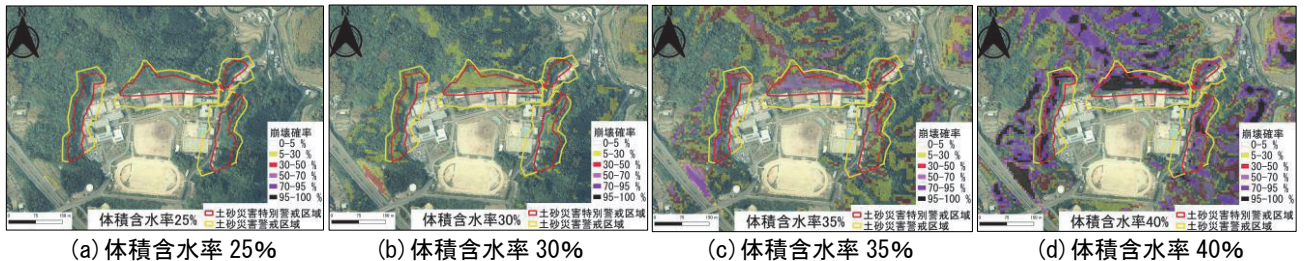 崩壊確率
0-5 %
5-30 %
30-50 %
50-70 %
70-95 %
95-100 %
体積含水率25%
土砂災害特別警戒区域
土砂災害警戒区域
崩壊確率
0-5 %
5-30 %
30-50 %
50-70 %
70-95 %
95-100 %
体積含水率30%
土砂災害特別警戒区域
土砂災害警戒区域
崩壊確率
0-5 %
5-30 %
30-50 %
50-70 %
70-95 %
95-100 %
体積含水率35%
土砂災害特別警戒区域
土砂災害警戒区域
崩壊確率
0-5 %
5-30 %
30-50 %
50-70 %
70-95 %
95-100 %
体積含水率40%
土砂災害特別警戒区域
土砂災害警戒区域
(a) 体積含水率 25%
(b) 体積含水率 30%
(c) 体積含水率 35%
(d) 体積含水率 40%